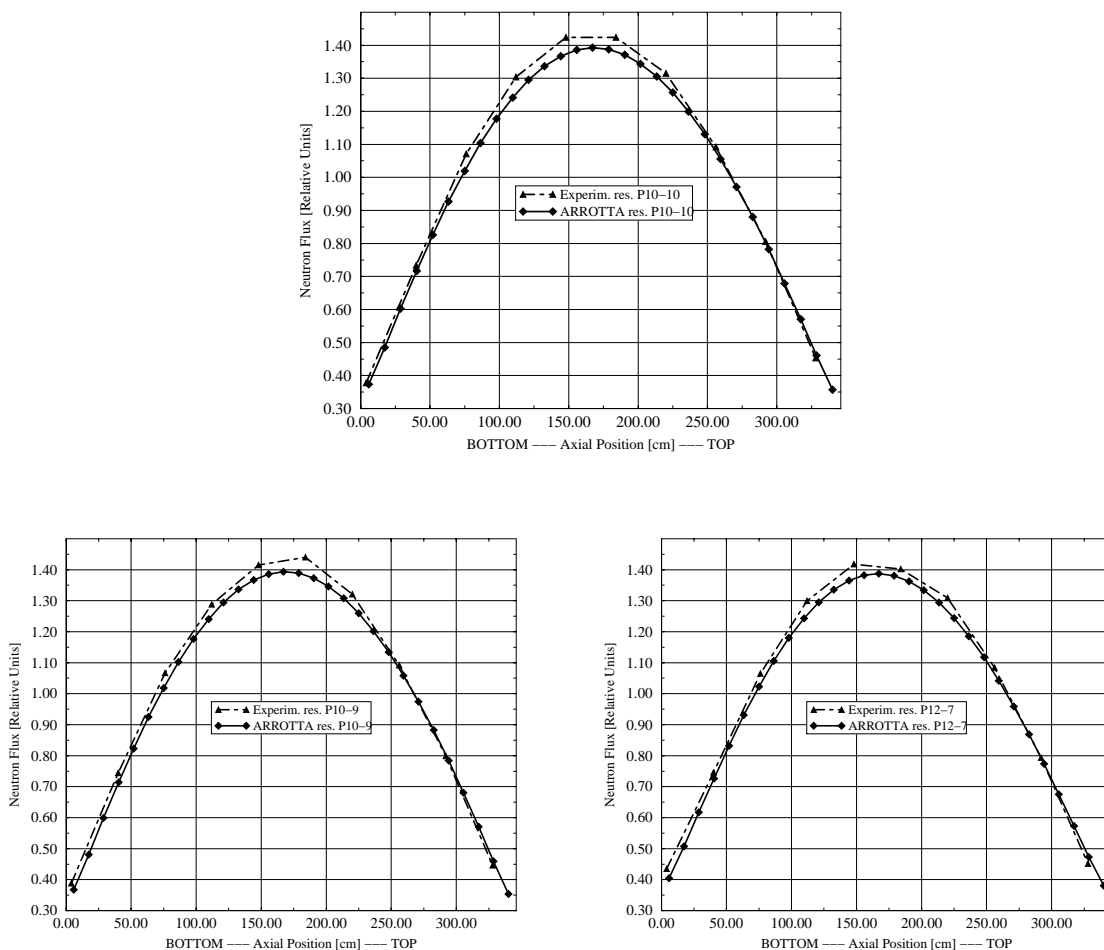 1.40
1.30
1.20
1.10
1.00
0.90
0.80
0.70
0.60
0.50
0.40
0.30
Neutron Flux [Relative Units]
Experim. res. P10−10
ARROTTA res. P10−10
0.00 50.00 100.00 150.00 200.00 250.00 300.00
BOTTOM −−− Axial Position [cm] −−− TOP
1.40
1.30
1.20
1.10
1.00
0.90
0.80
0.70
0.60
0.50
0.40
0.30
Neutron Flux [Relative Units]
Experim. res. P10−9
ARROTTA res. P10−9
0.00 50.00 100.00 150.00 200.00 250.00 300.00
BOTTOM −−− Axial Position [cm] −−− TOP
1.40
1.30
1.20
1.10
1.00
0.90
0.80
0.70
0.60
0.50
0.40
0.30
Neutron Flux [Relative Units]
Experim. res. P12−7
ARROTTA res. P12−7
0.00 50.00 100.00 150.00 200.00 250.00 300.00
BOTTOM −−− Axial Position [cm] −−− TOP